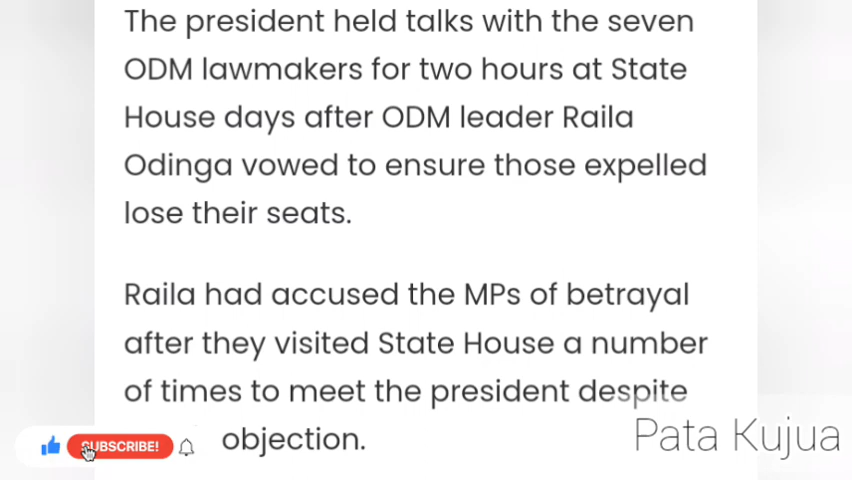 The president held talks with the seven
ODM lawmakers for two hours at State
House days after ODM leader Raila
Odinga vowed to ensure those expelled
lose their seats.
Raila had accused the MPs of betrayal
after they visited State House a number
of times to meet the president despite
objection.
SUBSCRIBE!
Pata Kujua